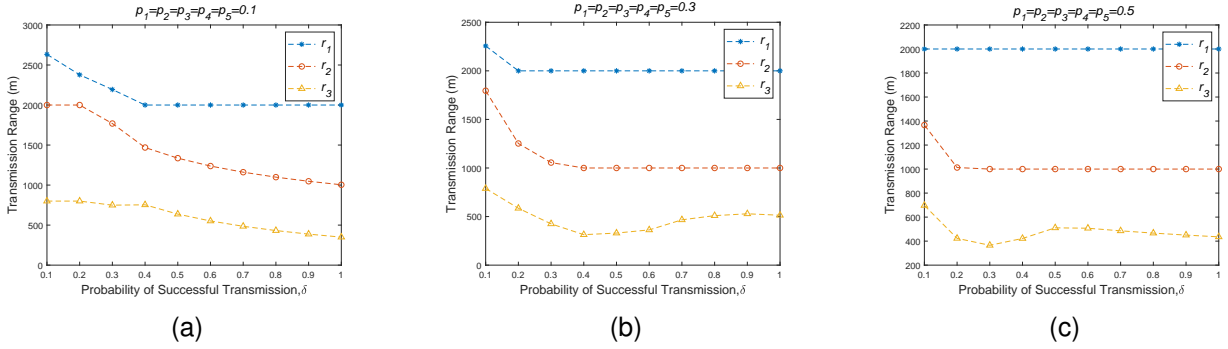 p1=p2=p3=p4=p5=0.1
3000
2500
2000
1500
1000
500
0
Transmission Range (m)
r1
r2
r3
0.1 0.2 0.3 0.4 0.5 0.6 0.7 0.8 0.9 1
Probability of Successful Transmission,δ
(a)
p1=p2=p3=p4=p5=0.3
2500
2000
1500
1000
500
0
Transmission Range (m)
r1
r2
r3
0.1 0.2 0.3 0.4 0.5 0.6 0.7 0.8 0.9 1
Probability of Successful Transmission,δ
(b)
p1=p2=p3=p4=p5=0.5
2200
2000
1800
1600
1400
1200
1000
800
600
400
200
Transmission Range (m)
r1
r2
r3
0.1 0.2 0.3 0.4 0.5 0.6 0.7 0.8 0.9 1
Probability of Successful Transmission,δ
(c)